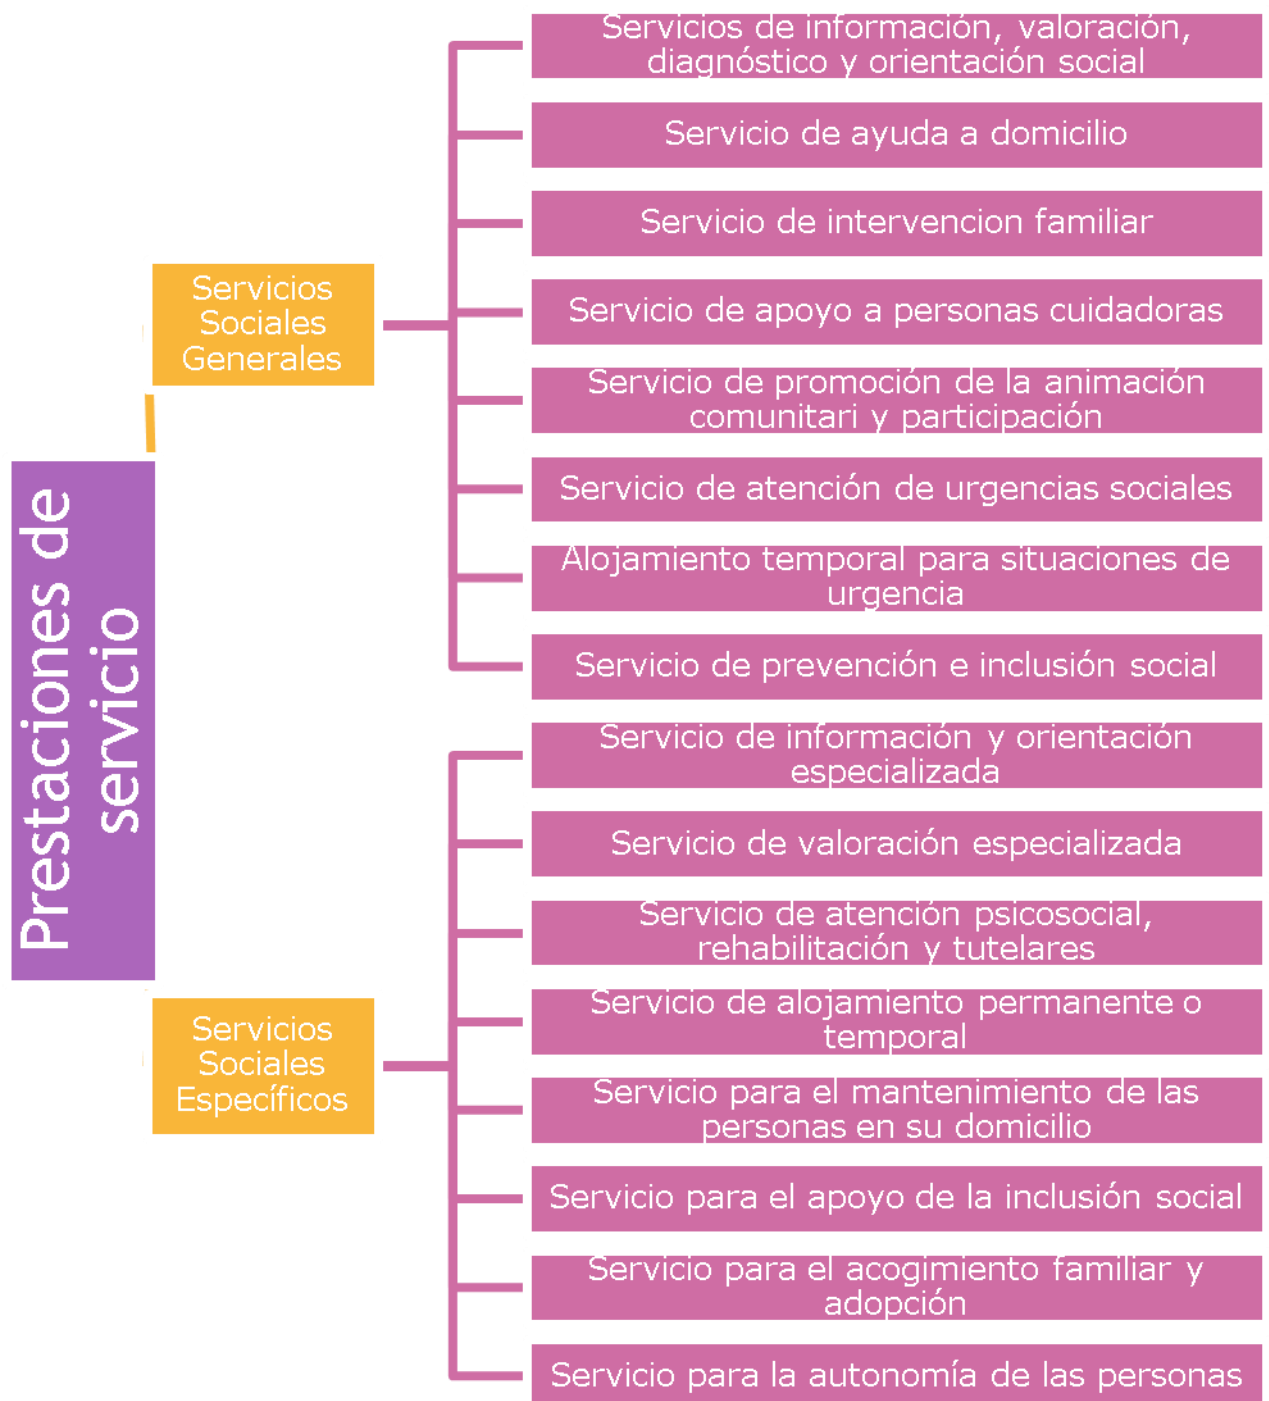 Prestaciones de
servicio
Servicios
Sociales
Generales
Servicios de información, valoración,
diagnóstico y orientación social
Servicio de ayuda a domicilio
Servicio de intervencion familiar
Servicio de apoyo a personas cuidadoras
Servicio de promoción de la animación
comunitari y participación
Servicio de atención de urgencias sociales
Alojamiento temporal para situaciones de
urgencia
Servicio de prevención e inclusión social
Servicios
Sociales
Específicos
Servicio de información y orientación
especializada
Servicio de valoración especializada
Servicio de atención psicosocial,
rehabilitación y tutelares
Servicio de alojamiento permanente o
temporal
Servicio para el mantenimiento de las
personas en su domicilio
Servicio para el apoyo de la inclusión social
Servicio para el acogimiento familiar y
adopción
Servicio para la autonomía de las personas